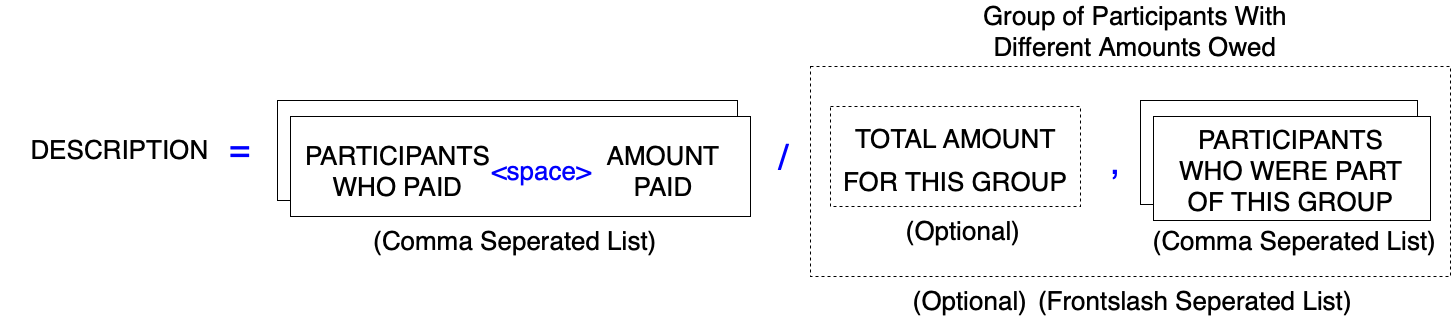 Group of Participants With
Different Amounts Owed
DESCRIPTION = PARTICIPANTS WHO PAID <space> AMOUNT PAID / TOTAL AMOUNT FOR THIS GROUP , PARTICIPANTS WHO WERE PART OF THIS GROUP
(Comma Seperated List)
(Optional)
(Comma Seperated List)
(Optional) (Frontslash Seperated List)